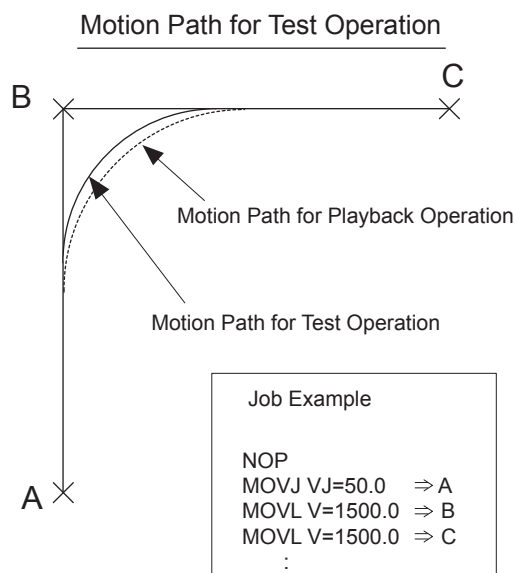 Motion Path for Test Operation
B
C
Motion Path for Playback Operation
Motion Path for Test Operation
A
Job Example
NOP
MOVJ VJ=50.0 ⇒ A
MOVL V=1500.0 ⇒ B
MOVL V=1500.0 ⇒ C
: